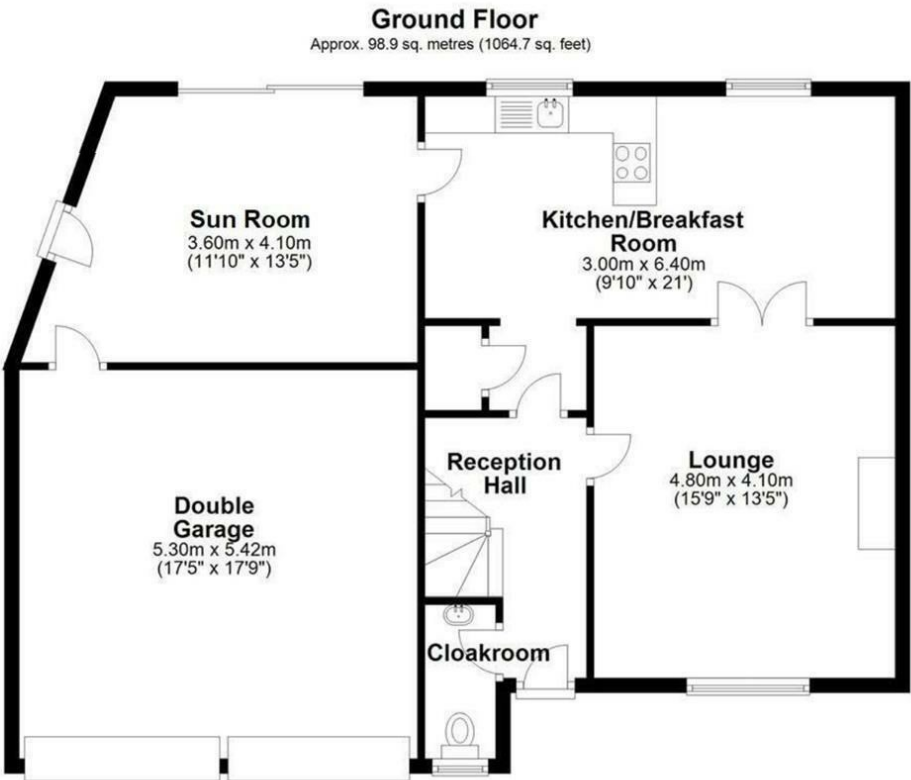 Ground Floor
Approx. 98.9 sq. metres (1064.7 sq. feet)
Sun Room
3.60m x 4.10m
(11'10" x 13'5")
Kitchen/Breakfast
Room
3.00m x 6.40m
(9'10" x 21')
Reception
Hall
Lounge
4.80m x 4.10m
(15'9" x 13'5")
Double
Garage
5.30m x 5.42m
(17'5" x 17'9")
Cloakroom